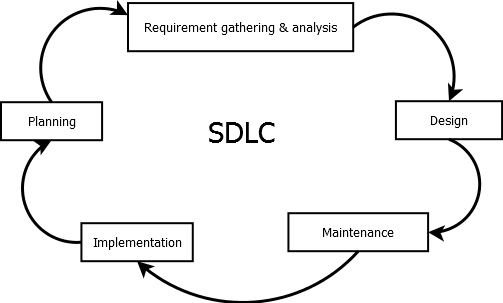 Requirement gathering & analysis
Planning
SDLC
Design
Implementation
Maintenance